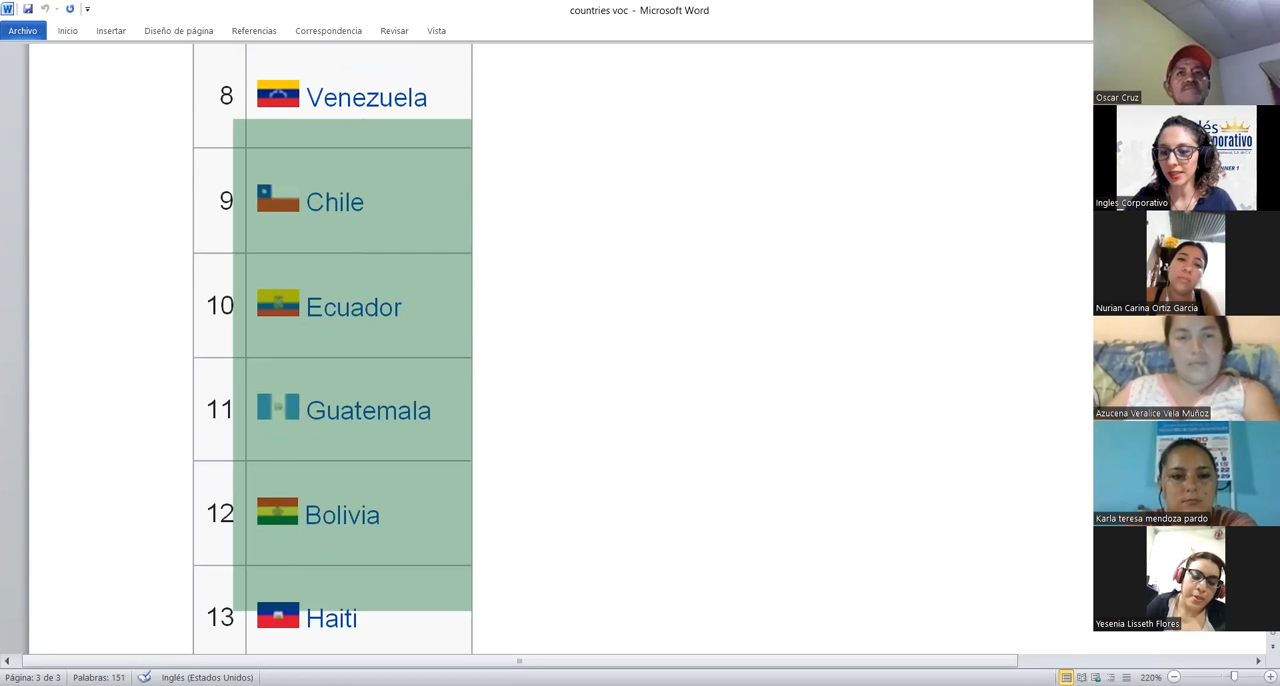 countries voc - Microsoft Word
Archivo Inicio Insertar Diseño de página Referencias Correspondencia Revisar Vista
8 Venezuela
9 Chile
10 Ecuador
11 Guatemala
12 Bolivia
13 Haiti
Oscar Cruz
Ingles Corporativo
Nurian Carina Ortiz Garcia
Azucena Veralice Vela Muñoz
Karla teresa mendoza pardo
Yesenia Lisseth Flores
Página: 3 de 3 Palabras: 151 Inglés (Estados Unidos) 220%